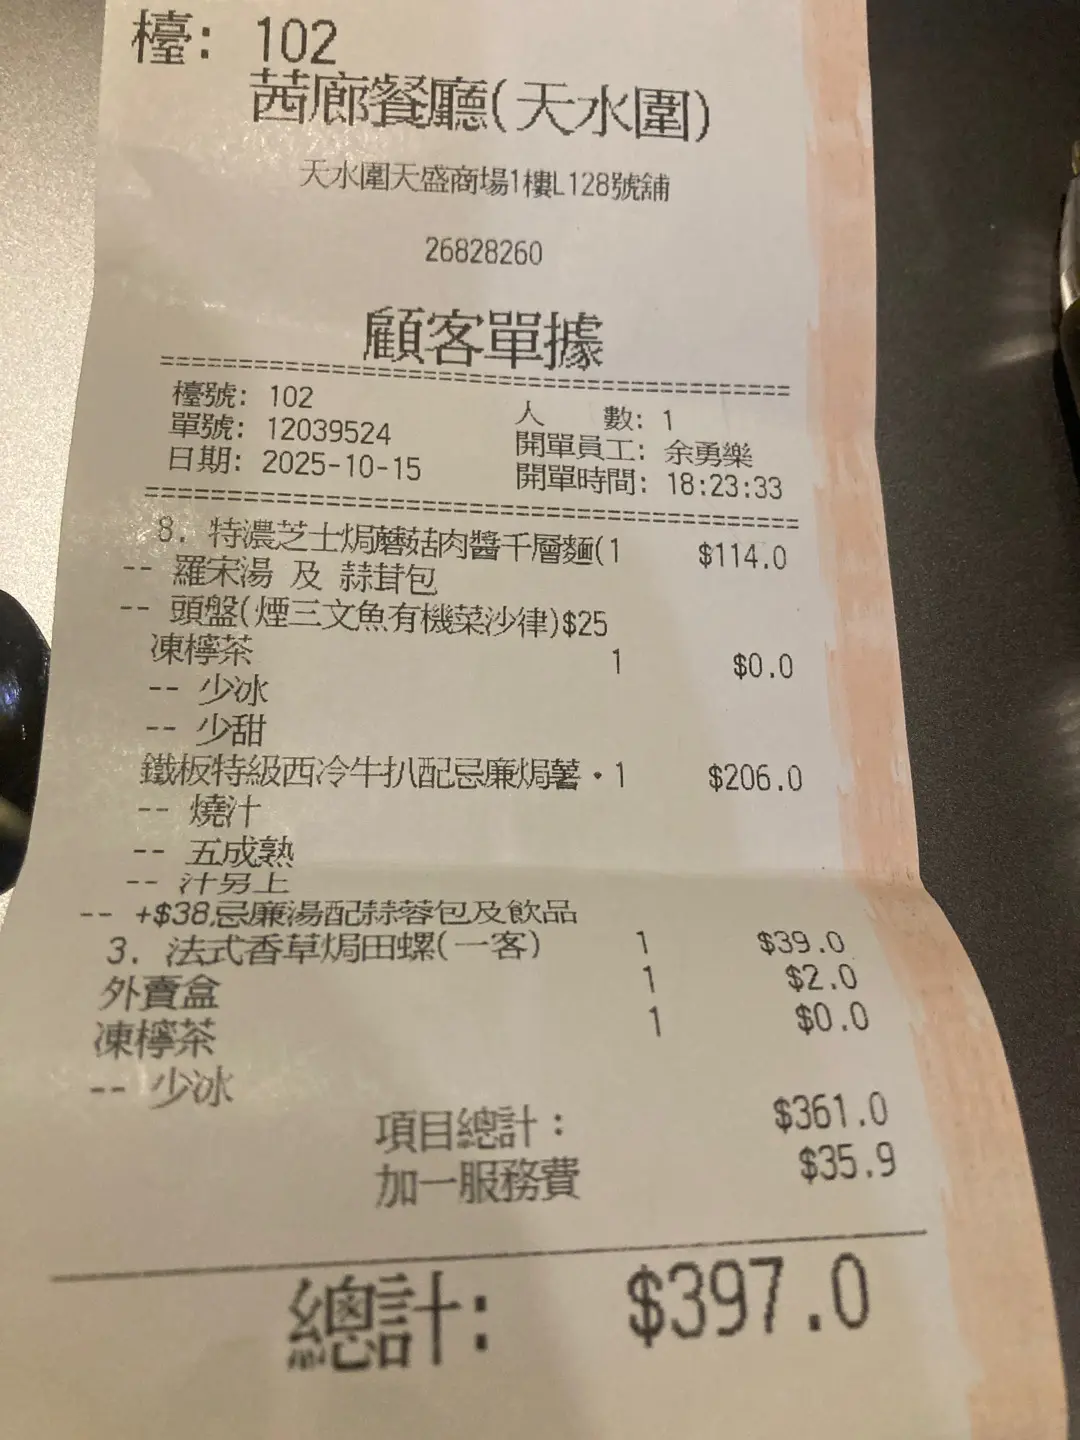 檯: 102
茜廊餐廳(天水圍)
天水圍天盛商場1樓L128號舖
26828260
顧客單據
檯號: 102 人 數: 1
單號: 12039524 開單員工: 余勇樂
日期: 2025-10-15 開單時間: 18:23:33
8. 特濃芝士焗蘑菇肉醬千層麵(1 $114.0
-- 羅宋湯 及 蒜茸包
-- 頭盤(煙三文魚有機菜沙律)$25
凍檸茶 1 $0.0
-- 少冰
-- 少甜
鐵板特級西冷牛扒配忌廉焗薯·1 $206.0
-- 燒汁
-- 五成熟
-- 汁另上
-- +$38,忌廉湯配蒜蓉包及飲品
3. 法式香草焗田螺(一客) 1 $39.0
外賣盒 1 $2.0
凍檸茶 1 $0.0
-- 少冰
項目總計: $361.0
加一服務費 $35.9
總計: $397.0